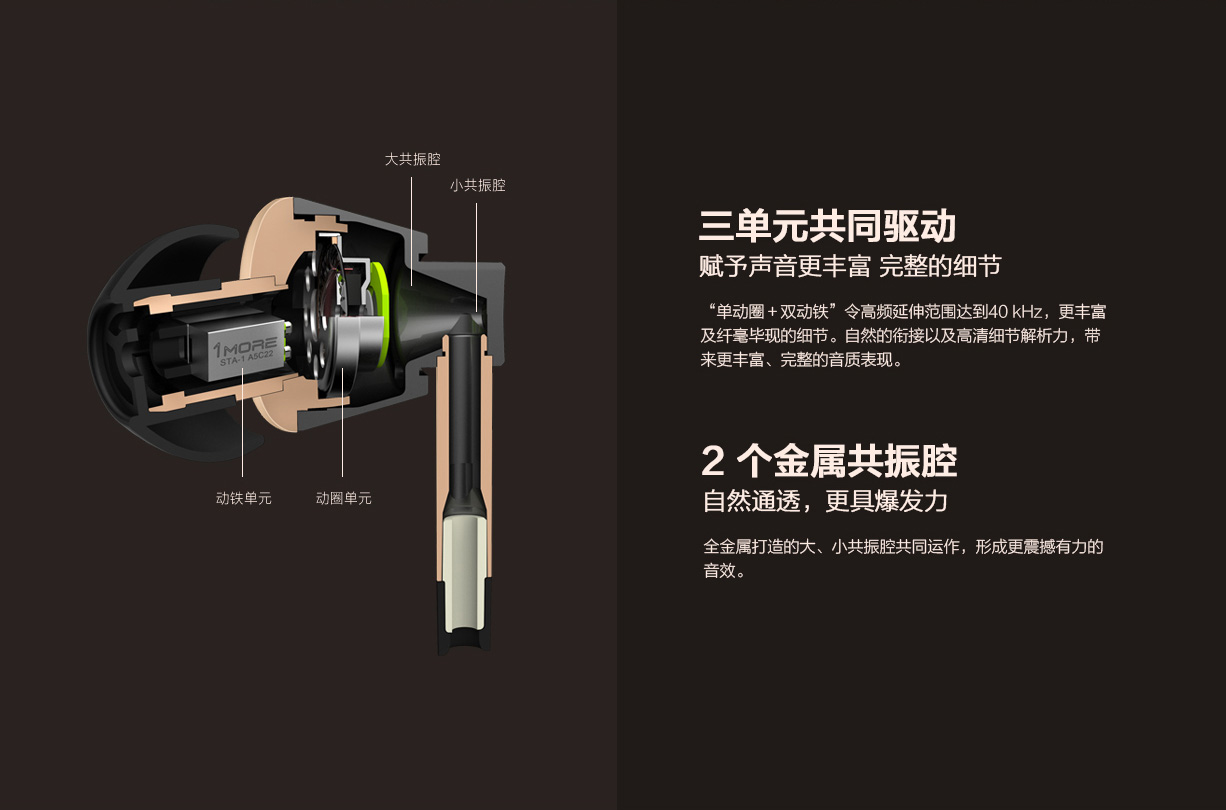 大共振腔
小共振腔
1MORE
STA-1 A5C22
动铁单元
动圈单元
三单元共同驱动
赋予声音更丰富 完整的细节
“单动圈 + 双动铁”令高频延伸范围达到40 kHz，更丰富
及纤毫毕现的细节。自然的衔接以及高清细节解析力，带
来更丰富、完整的音质表现。
2 个金属共振腔
自然通透，更具爆发力
全金属打造的大、小共振腔共同运作，形成更震撼有力的
音效。